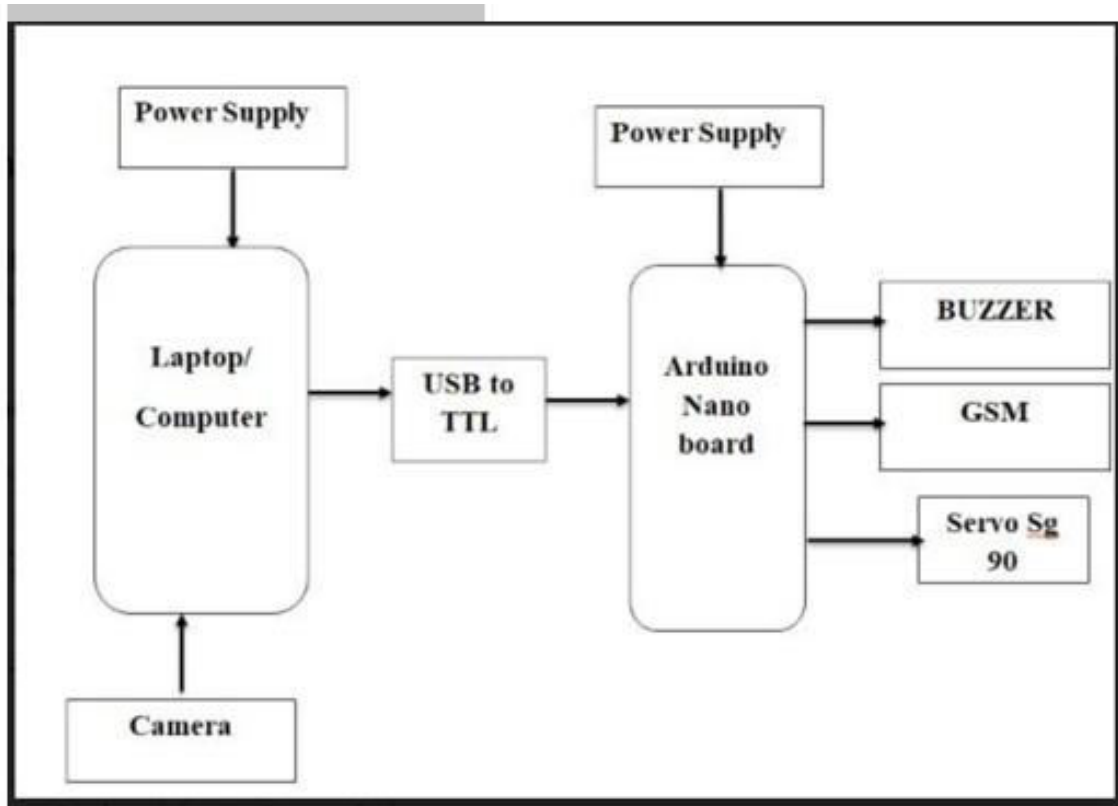 Power Supply
Power Supply
Laptop/
Computer
USB to
TTL
Arduino
Nano
board
BUZZER
GSM
Servo Sg
90
Camera